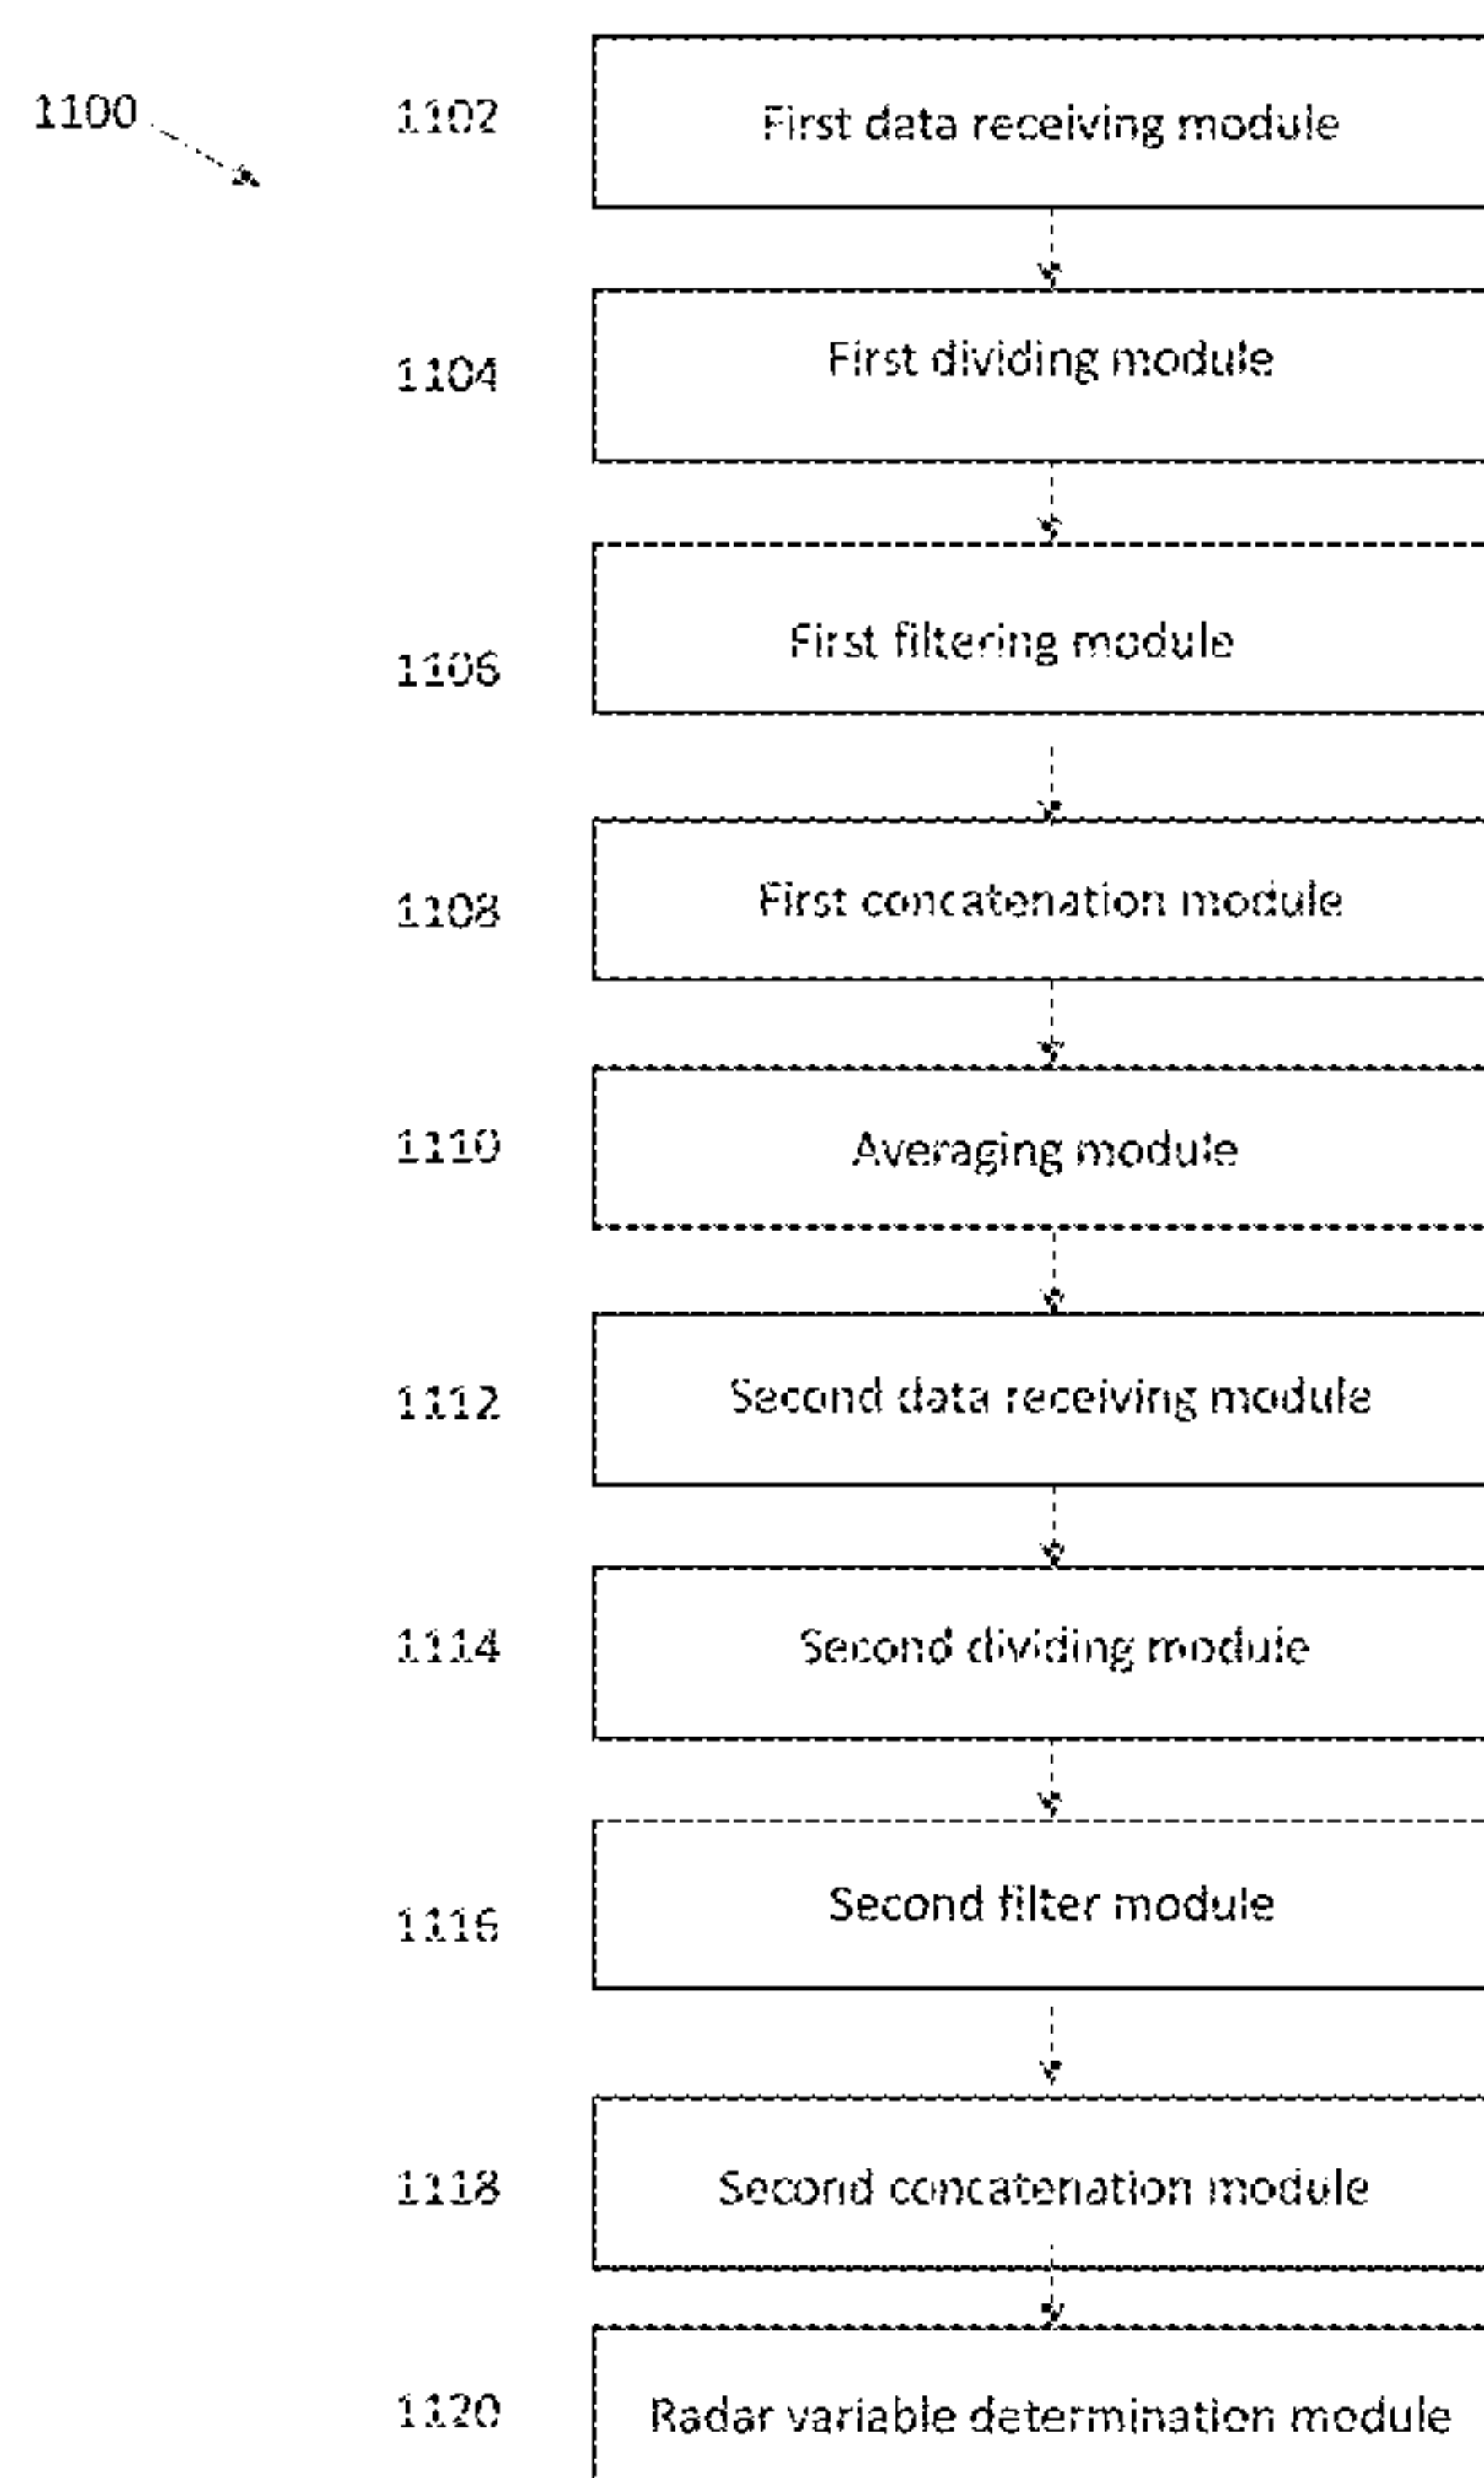 1100
1102 First data receiving module
1104 First dividing module
1106 First filtering module
1108 First concatenation module
1110 Averaging module
1112 Second data receiving module
1114 Second dividing module
1116 Second filter module
1118 Second concatenation module
1120 Radar variable determination module